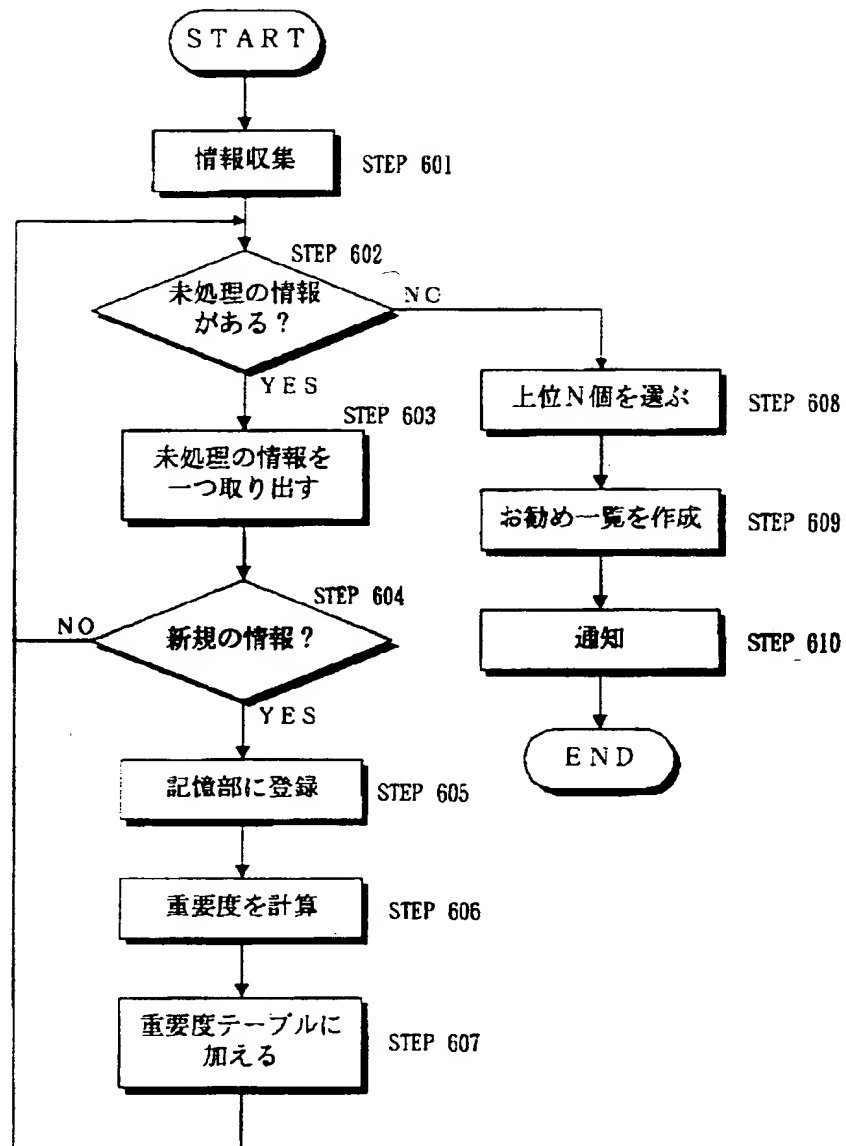 START
情報収集
STEP 601
STEP 602
未処理の情報
がある?
NO
YES
STEP 603
未処理の情報を
一つ取り出す
STEP 604
新規の情報?
NO
YES
記憶部に登録
STEP 605
重要度を計算
STEP 606
重要度テーブルに
加える
STEP 607
上位N個を選ぶ
STEP 608
お勧め一覧を作成
STEP 609
通知
STEP 610
END